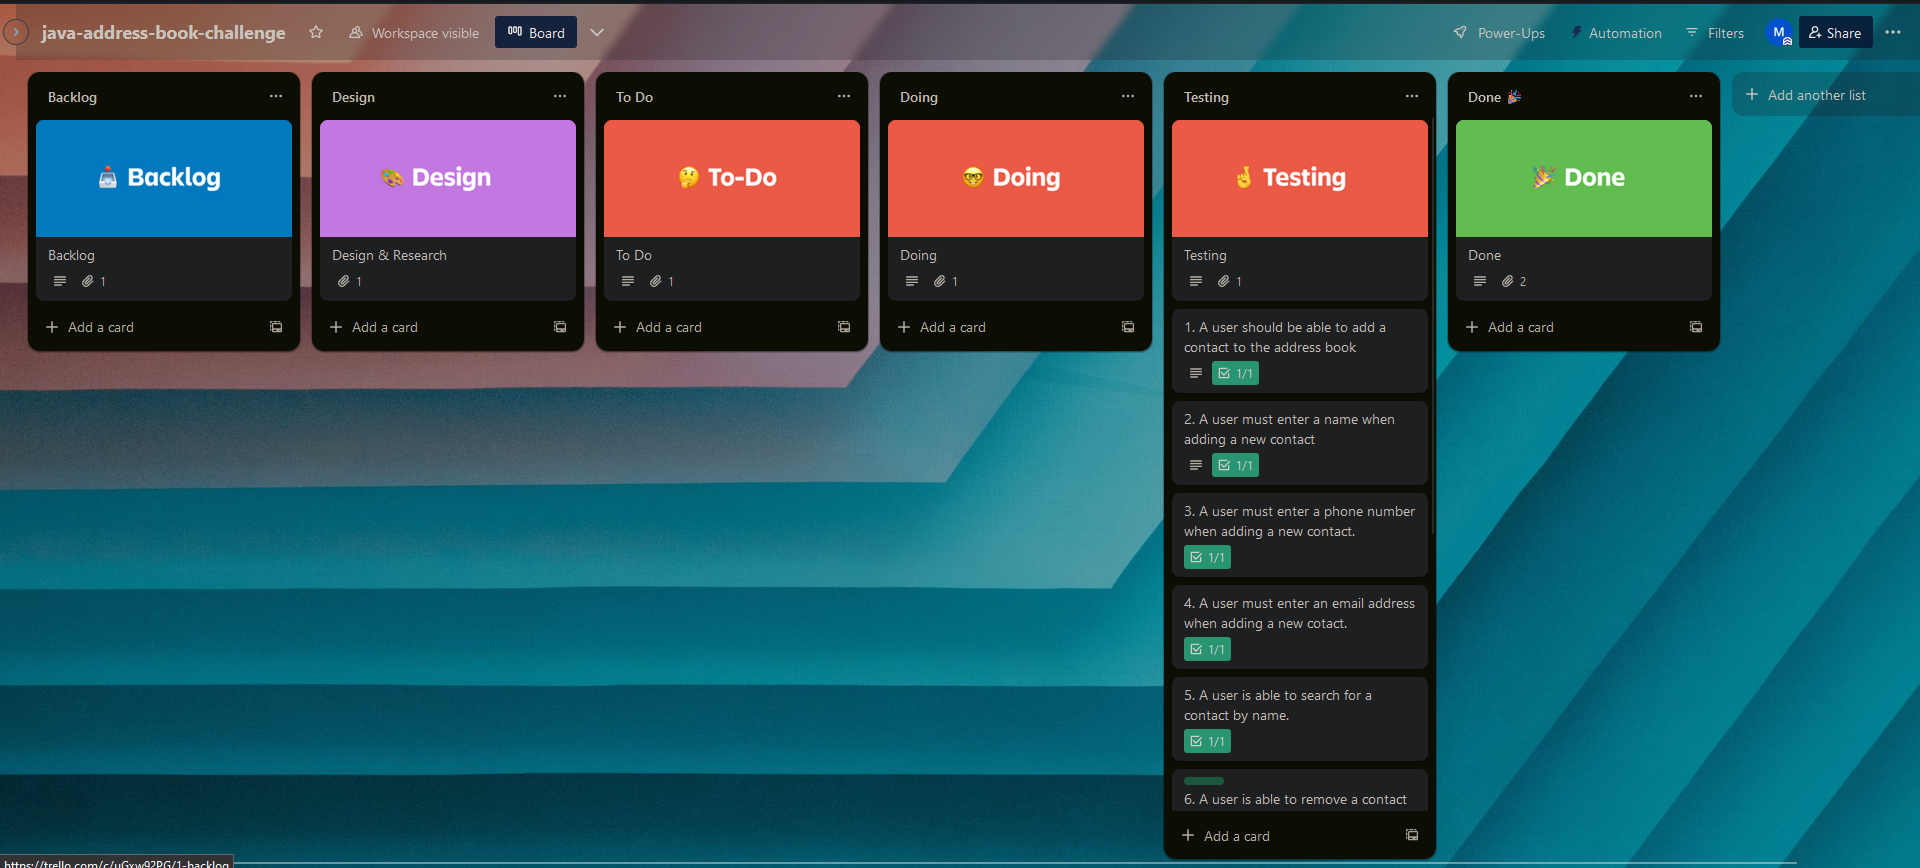 java-address-book-challenge
Workspace visible
Board
Power-Ups
Automation
Filters
M
Share
Backlog
Backlog
Backlog
1
Add a card
Design
Design
Design & Research
1
Add a card
To Do
To-Do
To Do
1
Add a card
Doing
Doing
Doing
1
Add a card
Testing
Testing
Testing
1
1. A user should be able to add a
contact to the address book
1/1
2. A user must enter a name when
adding a new contact
1/1
3. A user must enter a phone number
when adding a new contact.
1/1
4. A user must enter an email address
when adding a new cotact.
1/1
5. A user is able to search for a
contact by name.
1/1
6. A user is able to remove a contact
Add a card
Done 🎉
Done
Done
2
Add a card
Add another list
https://trello.com/c/uGxw92PG/1-backlog